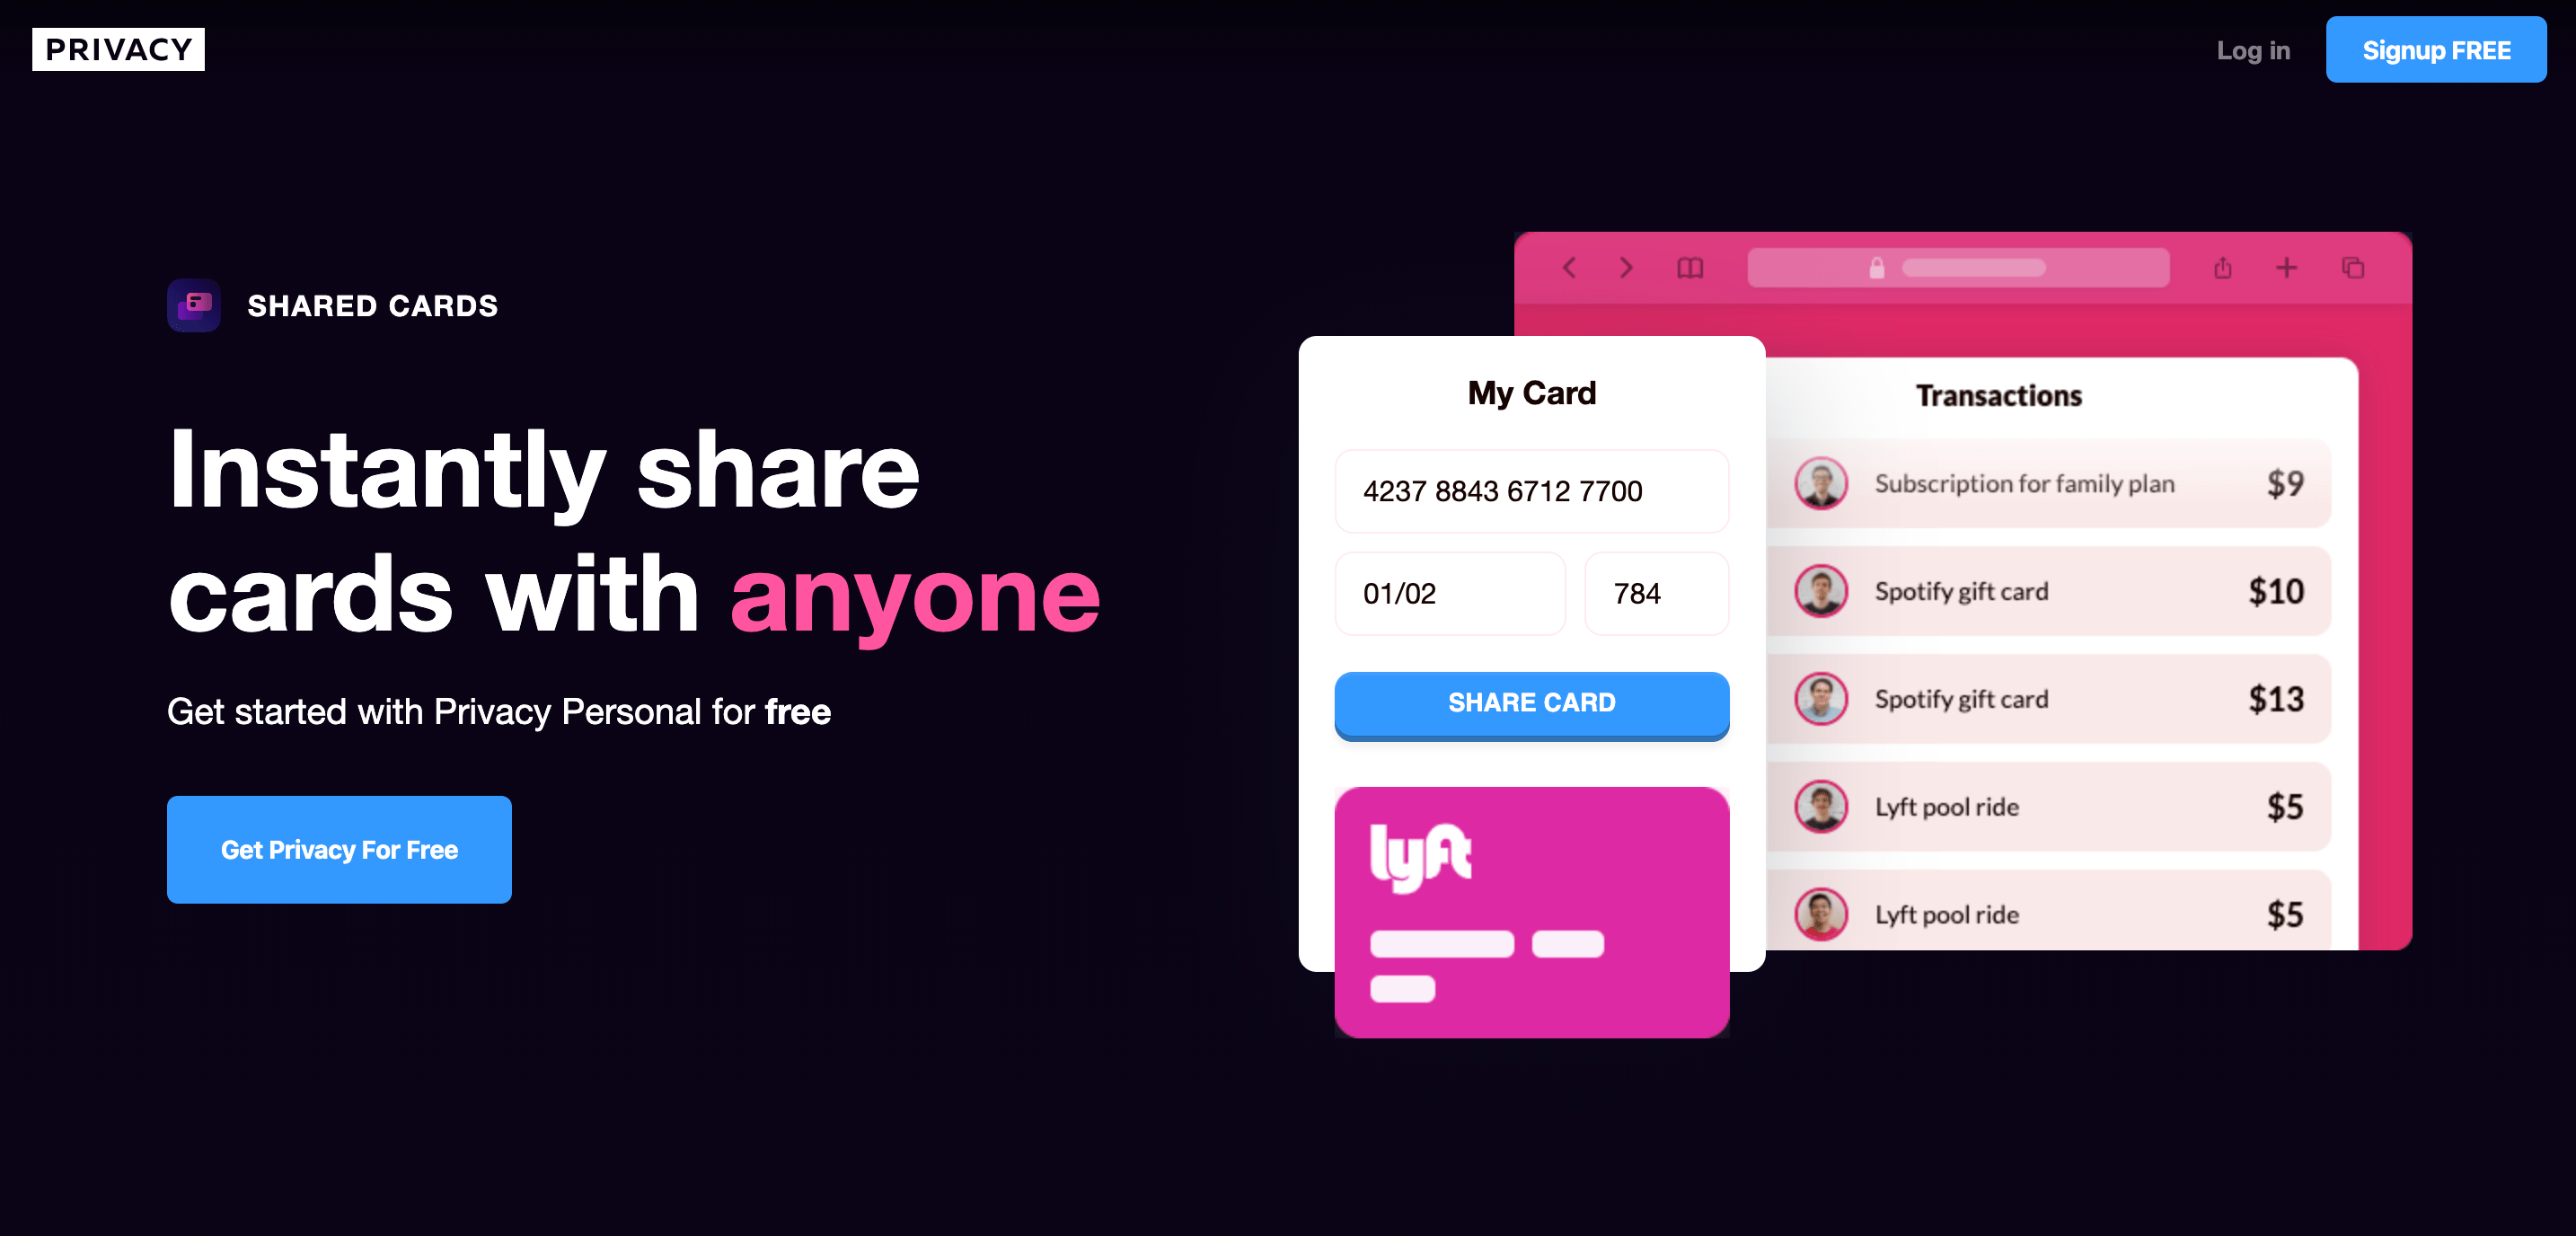 PRIVACY
Log in
Signup FREE
SHARED CARDS
Instantly share
cards with anyone
Get started with Privacy Personal for free
Get Privacy For Free
My Card
4237 8843 6712 7700
01/02
784
SHARE CARD
lyft
Transactions
Subscription for family plan $9
Spotify gift card $10
Spotify gift card $13
Lyft pool ride $5
Lyft pool ride $5